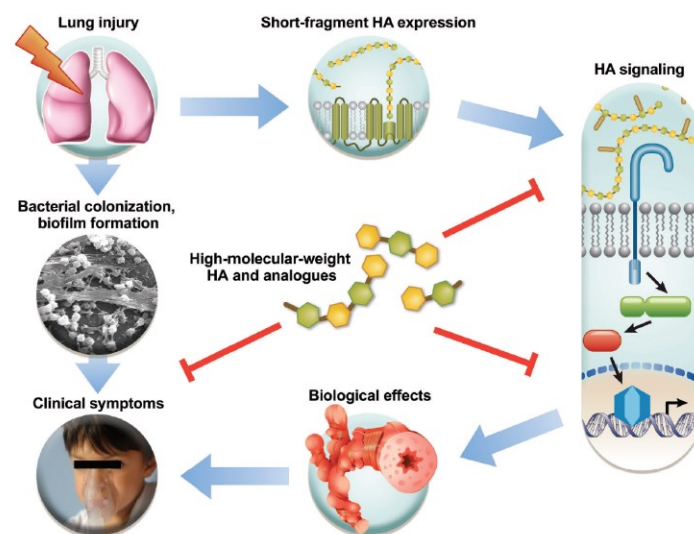 Lung injury
Short-fragment HA expression
HA signaling
Bacterial colonization,
biofilm formation
High-molecular-weight
HA and analogues
Clinical symptoms
Biological effects